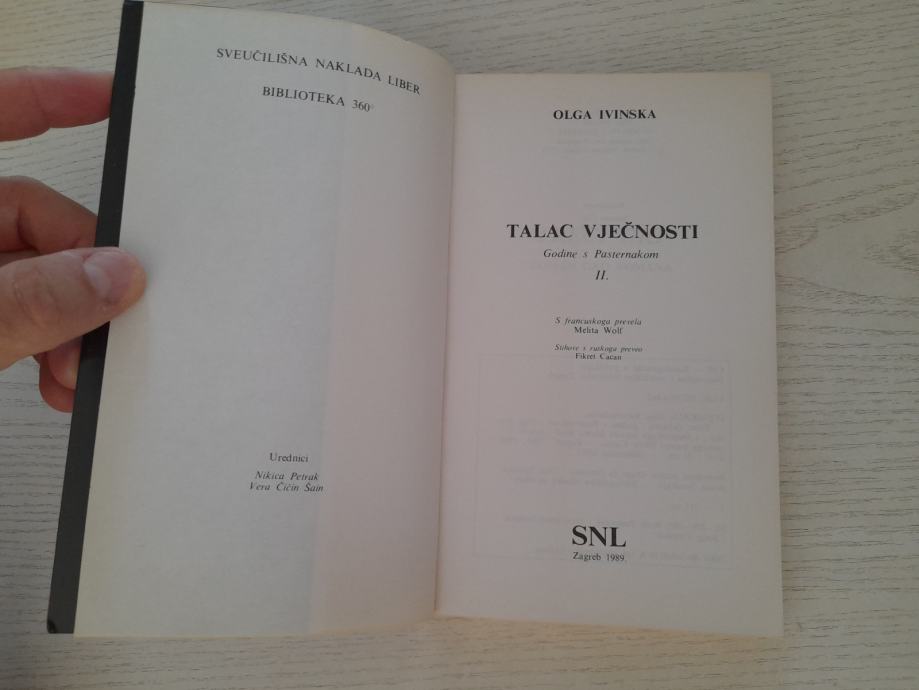 SVEUČILIŠNA NAKLADA LIBER
BIBLIOTEKA 360°
Urednici
Nikica Petrak
Vera Čičin Šain
OLGA IVINSKA
TALAC VJEČNOSTI
Godine s Pasternakom
II.
S francuskoga prevela
Melita Wolf
Stihove s ruskoga preveo
Fikret Cacan
SNL
Zagreb 1989.